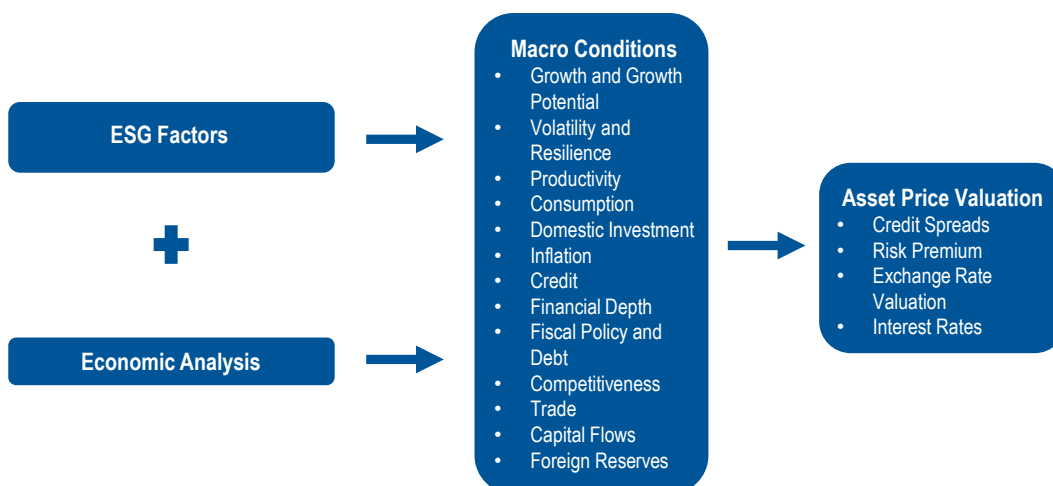 ESG Factors
Economic Analysis
Macro Conditions
• Growth and Growth
Potential
• Volatility and
Resilience
• Productivity
• Consumption
• Domestic Investment
• Inflation
• Credit
• Financial Depth
• Fiscal Policy and
Debt
• Competitiveness
• Trade
• Capital Flows
• Foreign Reserves
Asset Price Valuation
• Credit Spreads
• Risk Premium
• Exchange Rate
Valuation
• Interest Rates